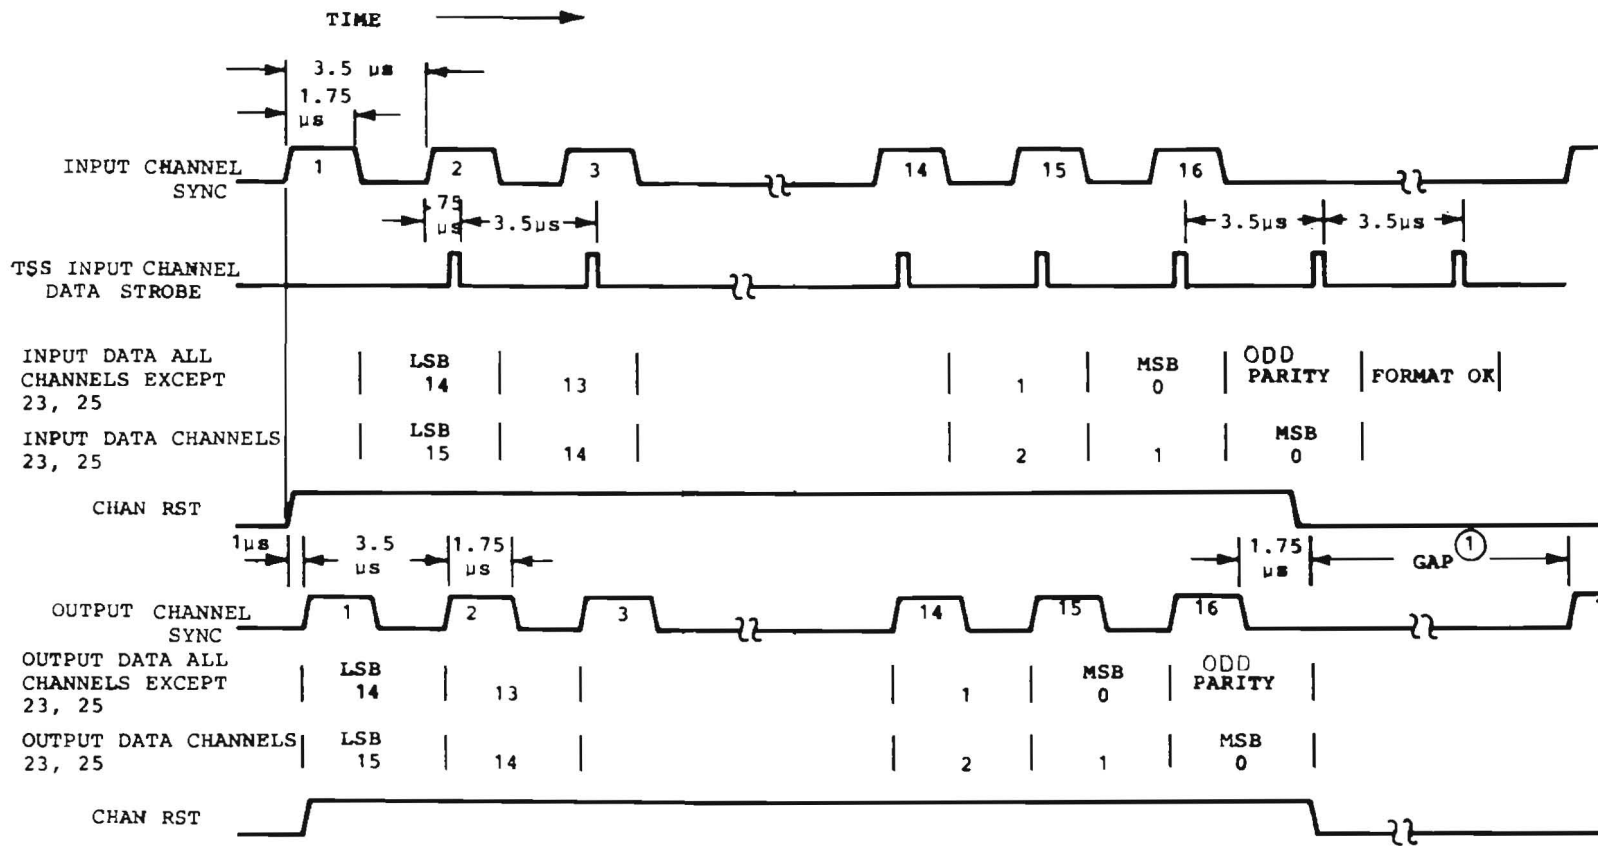 TIME
3.5 µs
1.75
µs
INPUT CHANNEL
SYNC
1 2 3 14 15 16
.75
µs
3.5µs 3.5µs 3.5µs
TSS INPUT CHANNEL
DATA STROBE
INPUT DATA ALL
CHANNELS EXCEPT
23, 25
LSB
14 13 1
MSB
0
ODD
PARITY
FORMAT OK
INPUT DATA CHANNELS
23, 25
LSB
15 14 2 1
MSB
0
CHAN RST
1µs
3.5
µs
1.75
µs
1.75
µs
GAP 1
OUTPUT CHANNEL
SYNC
1 2 3 14 15 16
OUTPUT DATA ALL
CHANNELS EXCEPT
23, 25
LSB
14 13 1
MSB
0
ODD
PARITY
OUTPUT DATA CHANNELS
23, 25
LSB
15 14 2 1
MSB
0
CHAN RST